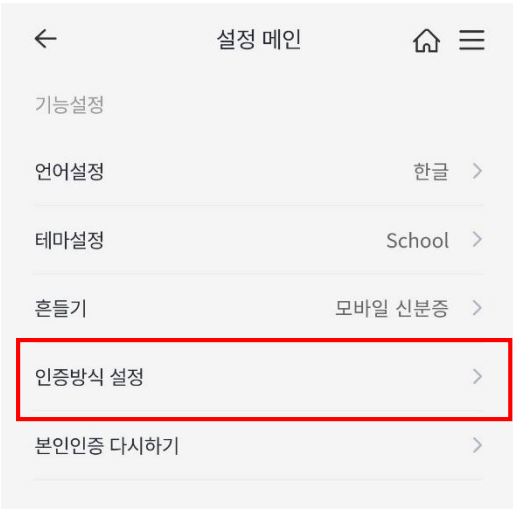 설정 메인
기능설정
언어설정 한글
테마설정 School
흔들기 모바일 신분증
인증방식 설정
본인인증 다시하기